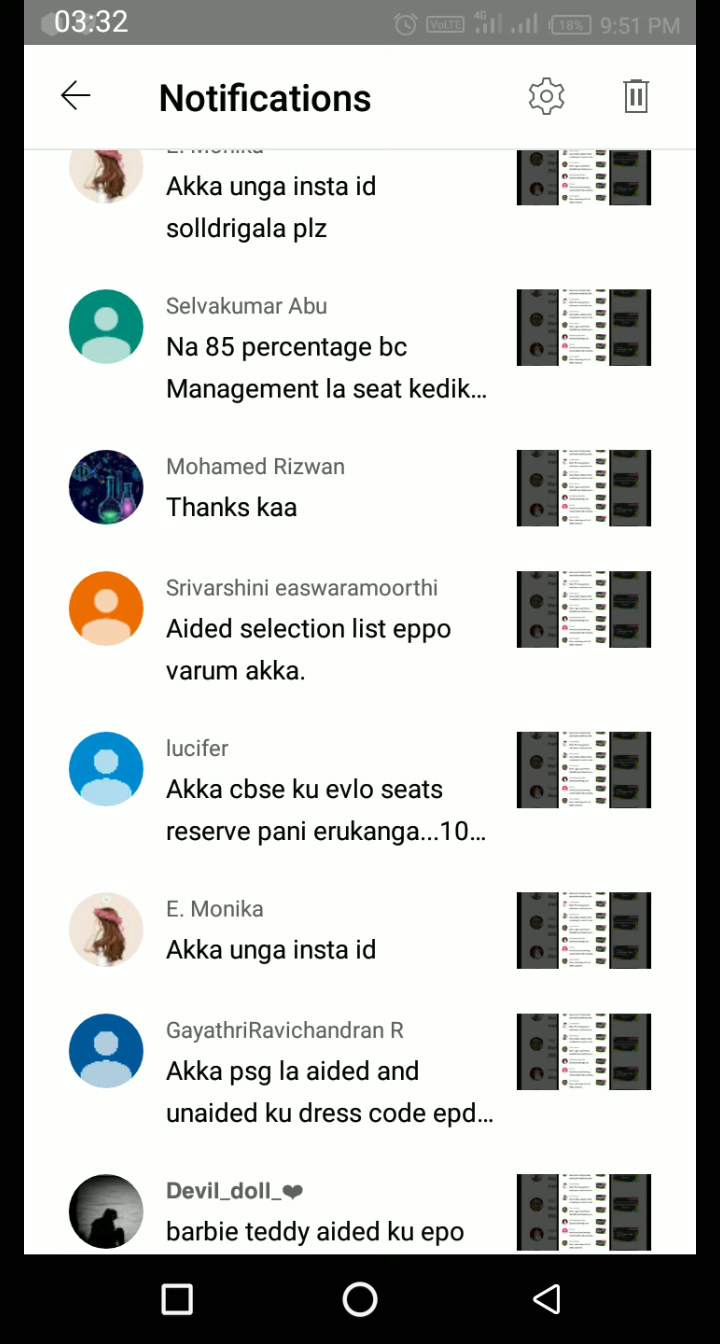 03:32
VoLTE 4G 18% 9:51 PM
Notifications
E. Monika
Akka unga insta id
solldrigala plz
Selvakumar Abu
Na 85 percentage bc
Management la seat kedik...
Mohamed Rizwan
Thanks kaa
Srivarshini easwaramoorthi
Aided selection list eppo
varum akka.
lucifer
Akka cbse ku evlo seats
reserve pani erukanga...10...
E. Monika
Akka unga insta id
GayathriRavichandran R
Akka psg la aided and
unaided ku dress code epd...
Devil_doll_❤
barbie teddy aided ku epo